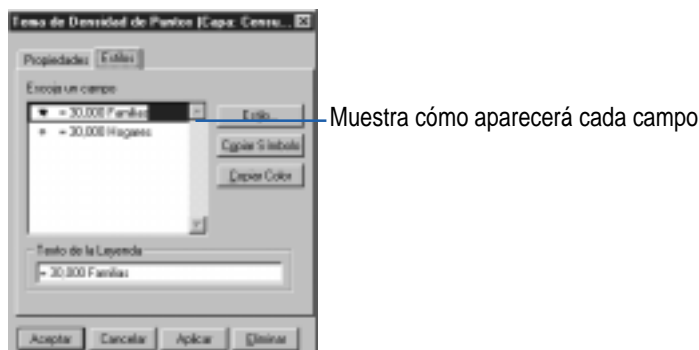 Tema de Densidad de Puntos (Capa: Censu...
Propiedades Estilos
Escoja un campo
= 30,000 Familias
= 30,000 Hogares
Estilo...
Copiar Símbolo
Copiar Color
Muestra cómo aparecerá cada campo
Texto de la Leyenda
= 30,000 Familias
Aceptar Cancelar Aplicar Eliminar